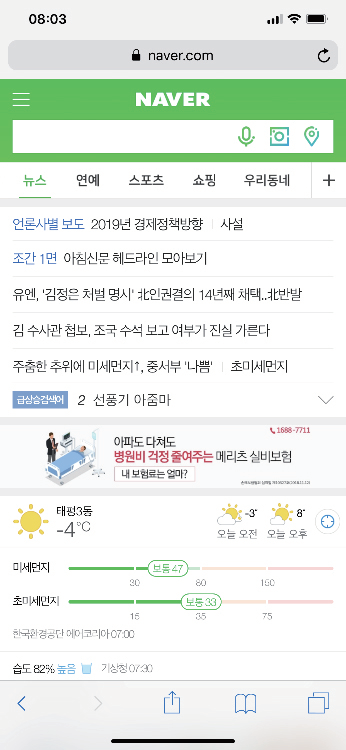 08:03
naver.com
NAVER
뉴스 연예 스포츠 쇼핑 우리동네 +
언론사별 보도 2019년 경제정책방향 | 사설
조간 1면 아침신문 헤드라인 모아보기
유엔, '김정은 처벌 명시' 北인권결의 14년째 채택..北반발
김 수사관 첩보, 조국 수석 보고 여부가 진실 가른다
주춤한 추위에 미세먼지↑, 중서부 '나쁨' | 초미세먼지
급상승검색어 2 선풍기 아줌마
1688-7711
아파도 다쳐도
병원비 걱정 줄여주는 메리츠 실비보험
내 보험료는 얼마?
태평3동
-4℃
-3° 8°
오늘 오전 오늘 오후
미세먼지 보통 47
30 80 150
초미세먼지 보통 33
15 35 75
한국환경공단 에어코리아 07:00
습도 82% 높음 기상청 07:30